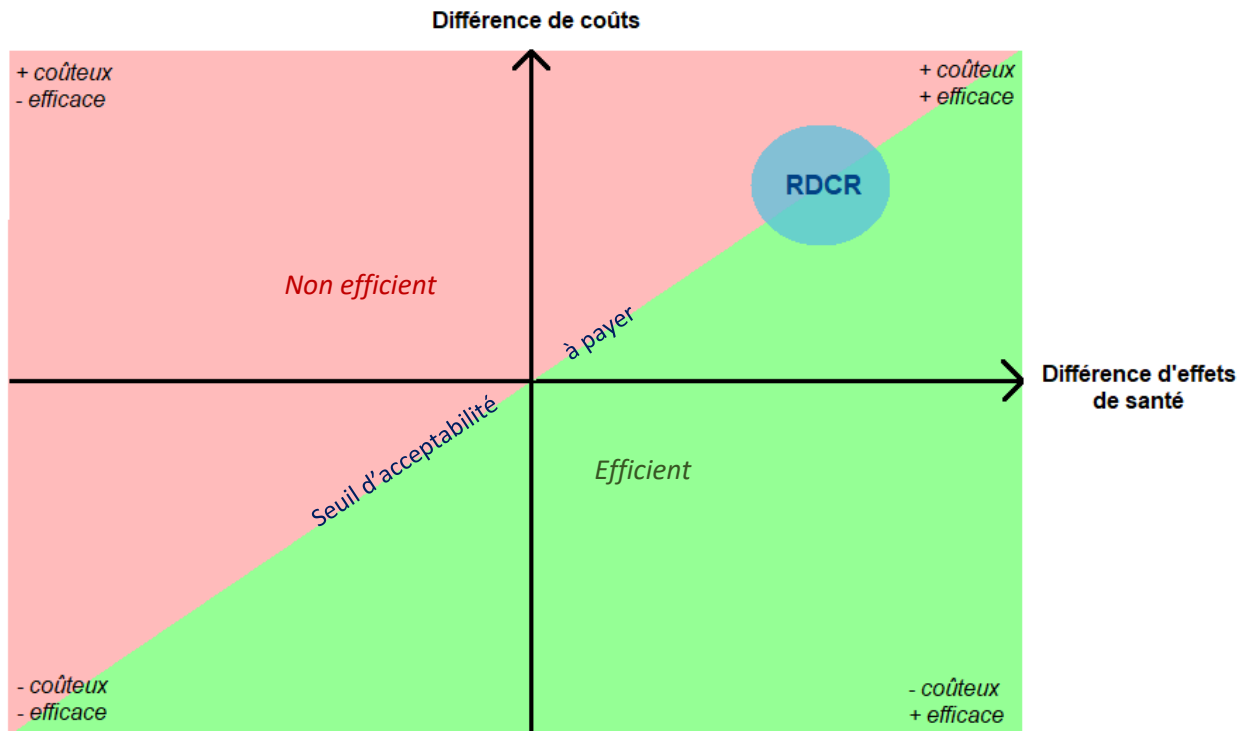 Différence de coûts
+ coûteux
- efficace
+ coûteux
+ efficace
RDCR
Non efficient
à payer
Différence d'effets
de santé
Seuil d'acceptabilité
Efficient
- coûteux
- efficace
- coûteux
+ efficace